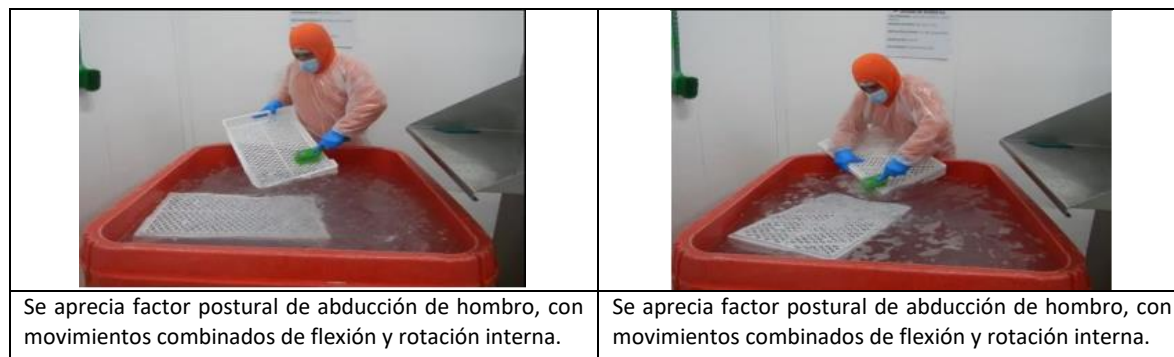 Se aprecia factor postural de abducción de hombro, con
movimientos combinados de flexión y rotación interna.
Se aprecia factor postural de abducción de hombro, con
movimientos combinados de flexión y rotación interna.